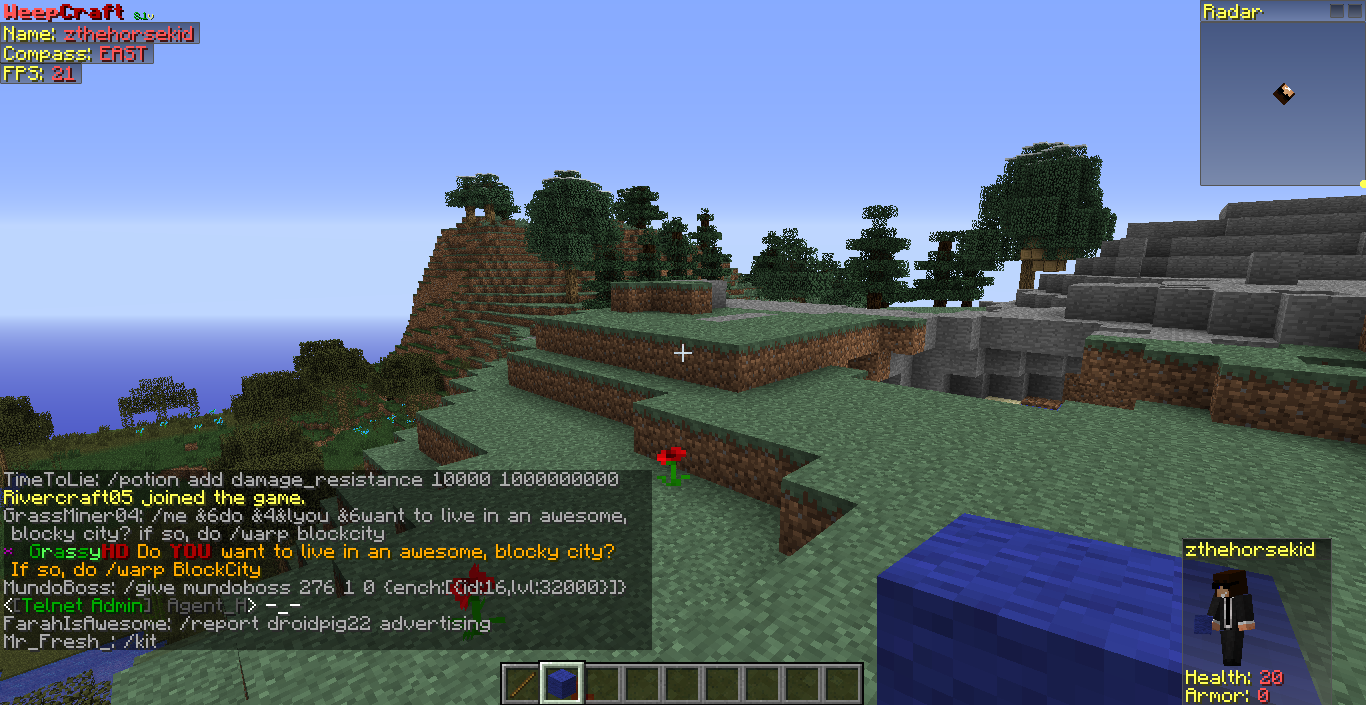 WeepCraft 8.1v
Name: zthehorsekid
Compass: EAST
FPS: 21
Radar
TimeToLie: /potion add damage_resistance 10000 1000000000
Rivercraft05 joined the game.
GrassMiner04: /me &6do &4&lyou &6want to live in an awesome,
blocky city? if so, do /warp blockcity
* GrassyHD Do YOU want to live in an awesome, blocky city?
If so, do /warp BlockCity
MundoBoss: /give mundoboss 276 1 0 {ench:[{id:16,lvl:32000}]}
<[Telnet Admin] Agent_A> -_-
FarahIsAwesome: /report droidpig22 advertising
Mr_Fresh_: /kit
zthehorsekid
Health: 20
Armor: 0